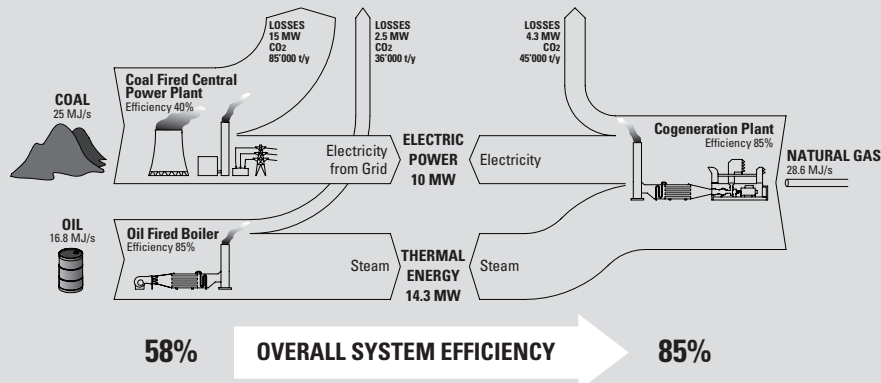 LOSSES
15 MW
CO2
85'000 t/y
LOSSES
2.5 MW
CO2
36'000 t/y
LOSSES
4.3 MW
CO2
45'000 t/y
Coal Fired Central
Power Plant
Efficiency 40%
COAL
25 MJ/s
Electricity
from Grid
ELECTRIC
POWER
10 MW
Electricity
Cogeneration Plant
Efficiency 85%
NATURAL GAS
28.6 MJ/s
OIL
16.8 MJ/s
Oil Fired Boiler
Efficiency 85%
Steam
THERMAL
ENERGY
14.3 MW
Steam
58%
OVERALL SYSTEM EFFICIENCY
85%